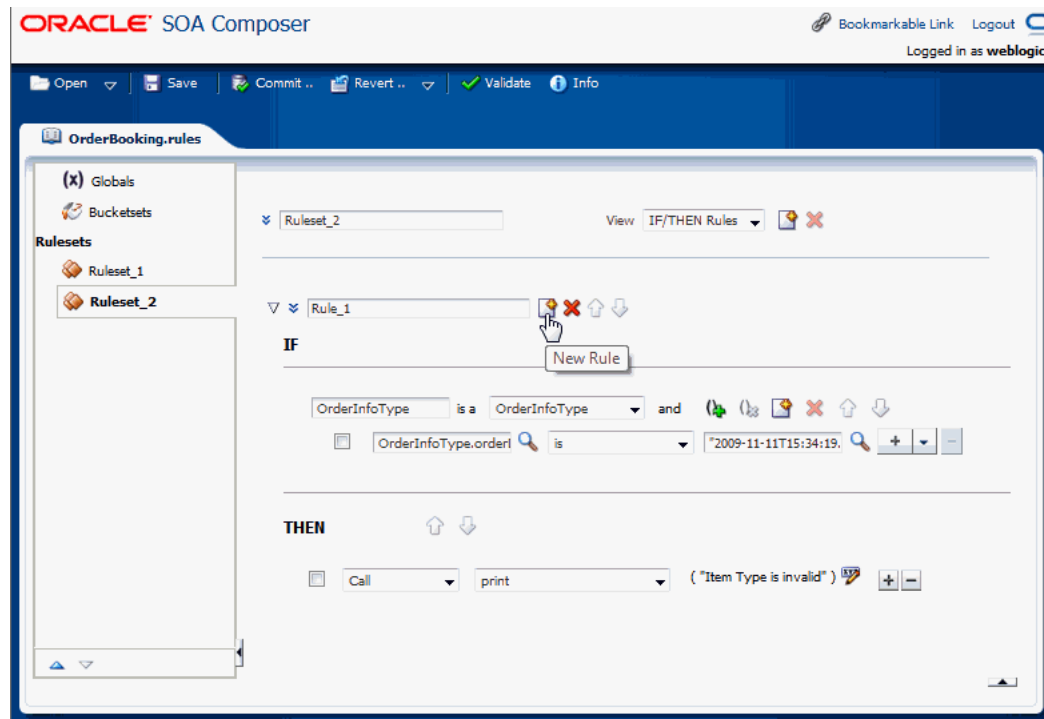 ORACLE SOA Composer
Bookmarkable Link Logout
Logged in as weblogic
Open Save Commit .. Revert .. Validate Info
OrderBooking.rules
(x) Globals
Bucketsets
Rulesets
Ruleset_1
Ruleset_2
Ruleset_2 View IF/THEN Rules
Rule_1
New Rule
IF
OrderInfoType is a OrderInfoType and
OrderInfoType.orderI is "2009-11-11T15:34:19.
THEN
Call print ( "Item Type is invalid" )